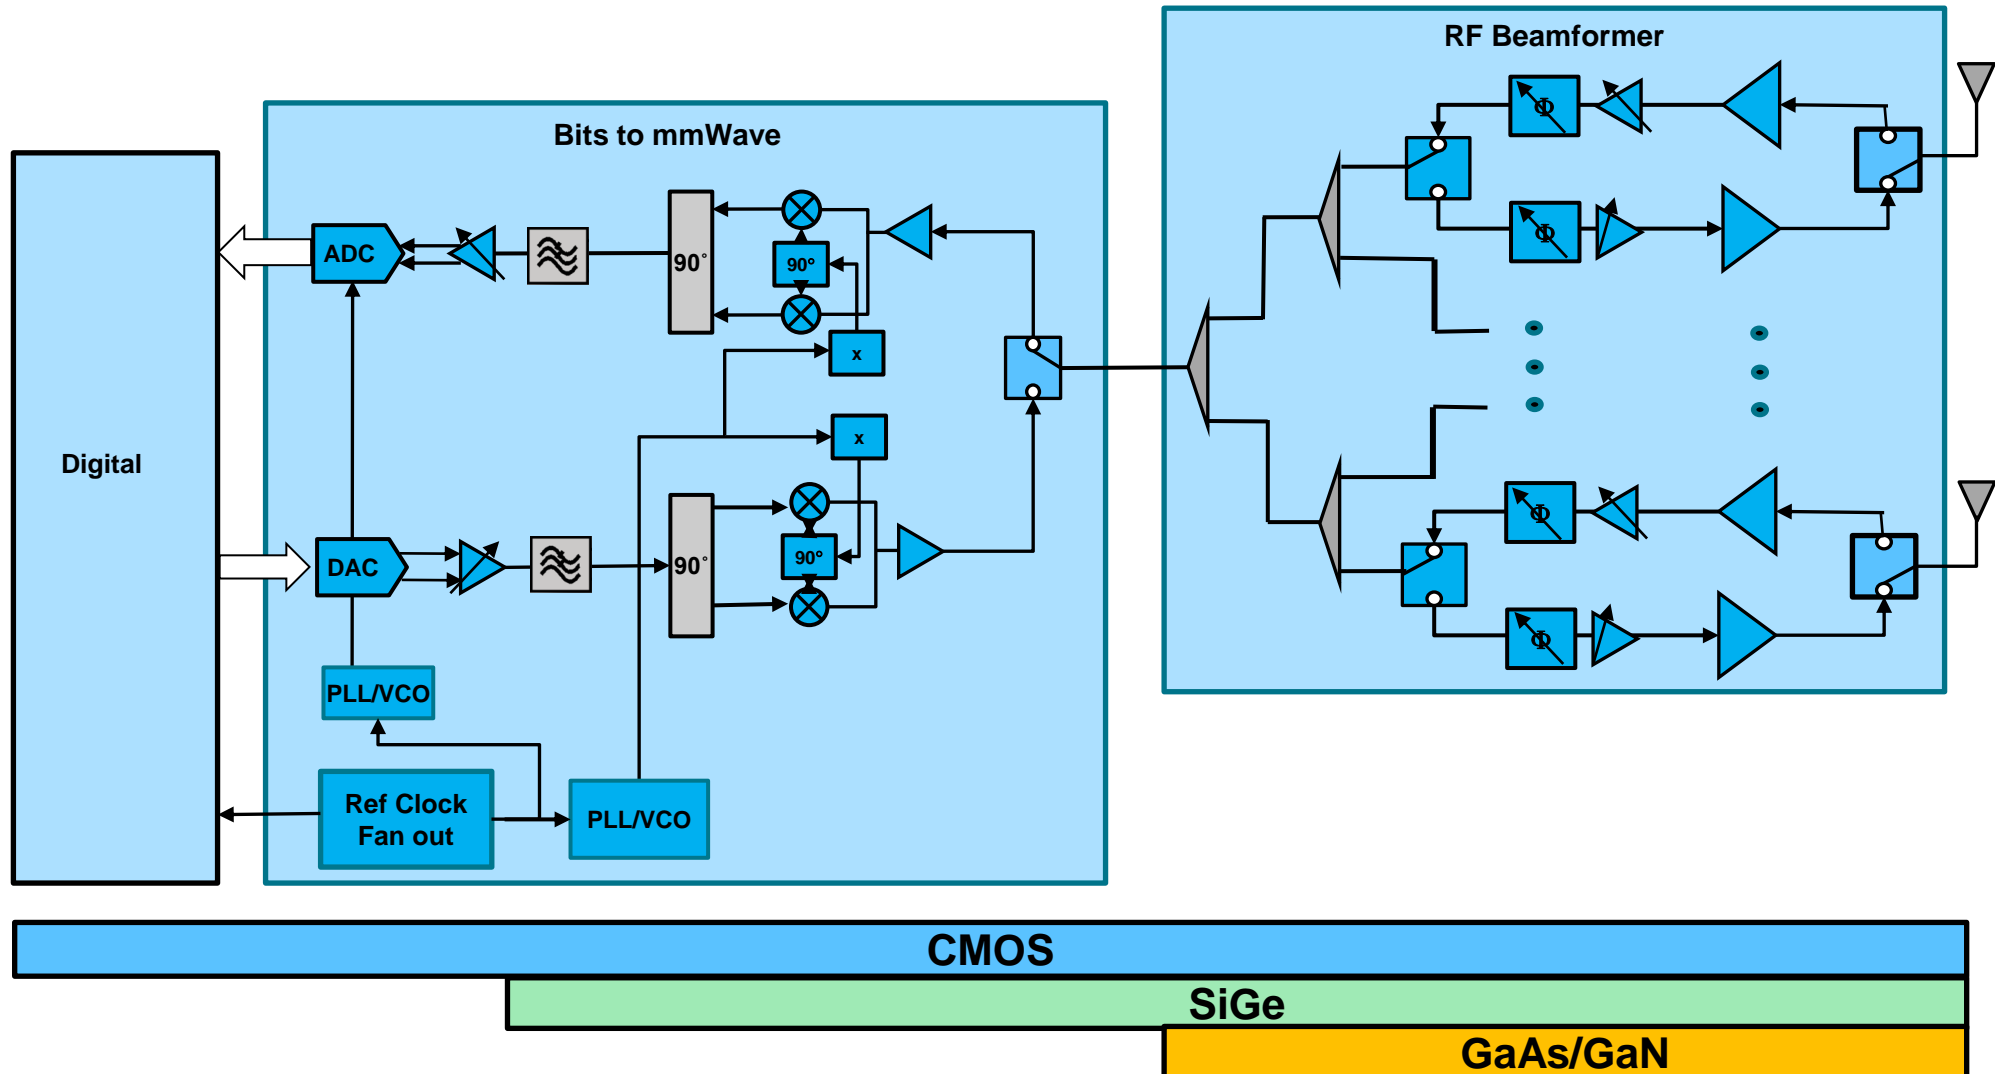 RF Beamformer
Φ
Φ
Bits to mmWave
ADC
90°
90°
x
x
Digital
DAC
90°
90°
Φ
Φ
PLL/VCO
Ref Clock
Fan out
PLL/VCO
CMOS
SiGe
GaAs/GaN